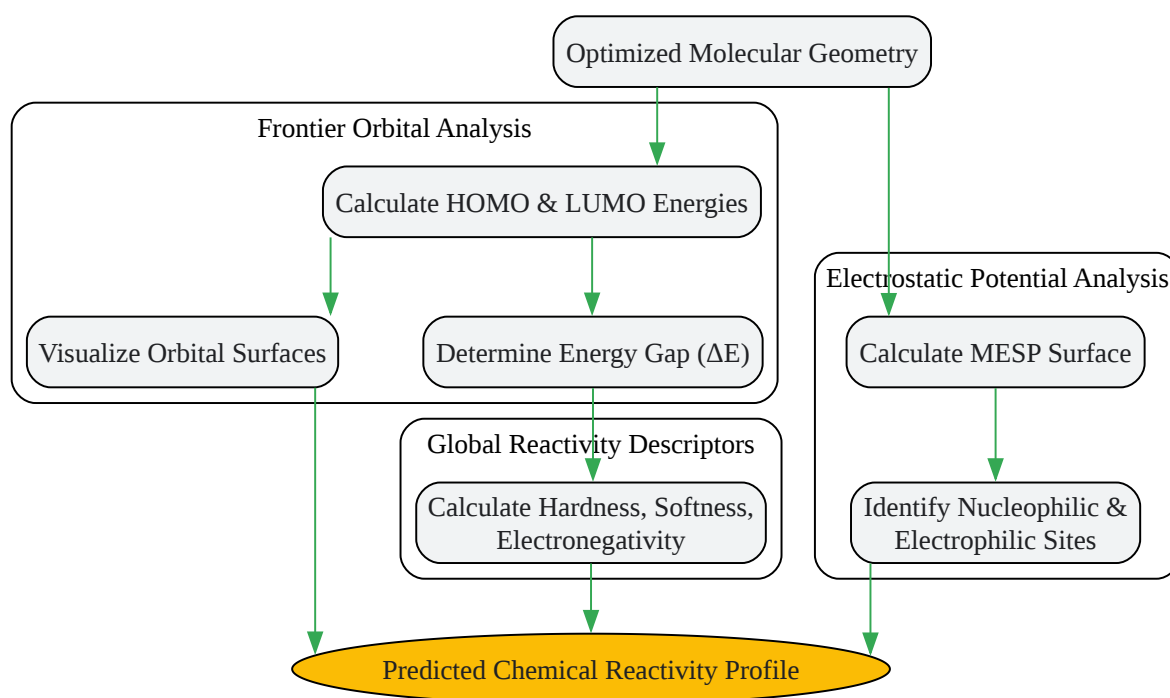 Optimized Molecular Geometry
Frontier Orbital Analysis
Calculate HOMO & LUMO Energies
Visualize Orbital Surfaces
Determine Energy Gap (ΔE)
Global Reactivity Descriptors
Calculate Hardness, Softness,
Electronegativity
Electrostatic Potential Analysis
Calculate MESP Surface
Identify Nucleophilic &
Electrophilic Sites
Predicted Chemical Reactivity Profile